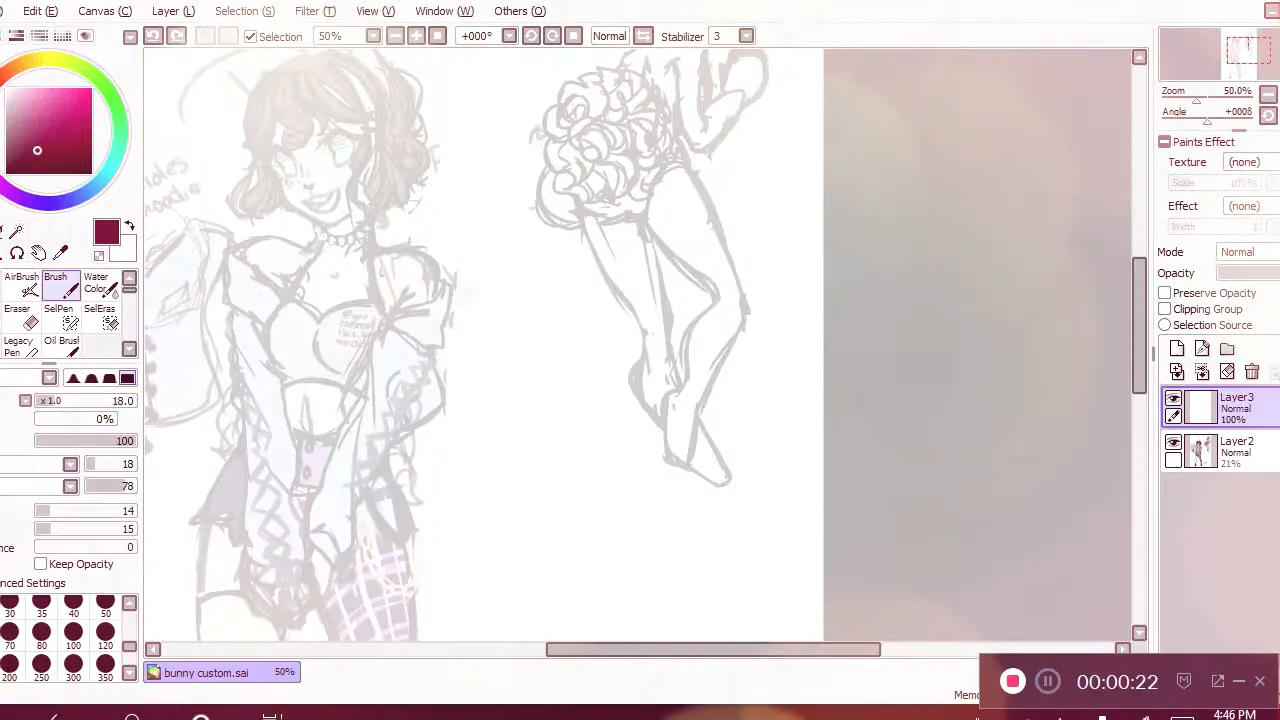 Edit (E) Canvas (C) Layer (L) Selection (S) Filter (T) View (V) Window (W) Others (O)
Selection 50% +000° Normal Stabilizer 3
Zoom 50.0%
Angle +0008
Paints Effect
Texture (none)
Scale 100%
Effect (none)
Width 1
Mode Normal
Opacity
Preserve Opacity
Clipping Group
Selection Source
AirBrush Brush Water Color
Eraser SelPen SelEras
Legacy Pen Oil Brush
x 1.0 18.0
0%
100
18
78
14
15
0
Keep Opacity
30 35 40 50
70 80 100 120
200 250 300 350
Layer3
Normal
100%
Layer2
Normal
21%
bunny custom.sai 50%
00:00:22
4:46 PM